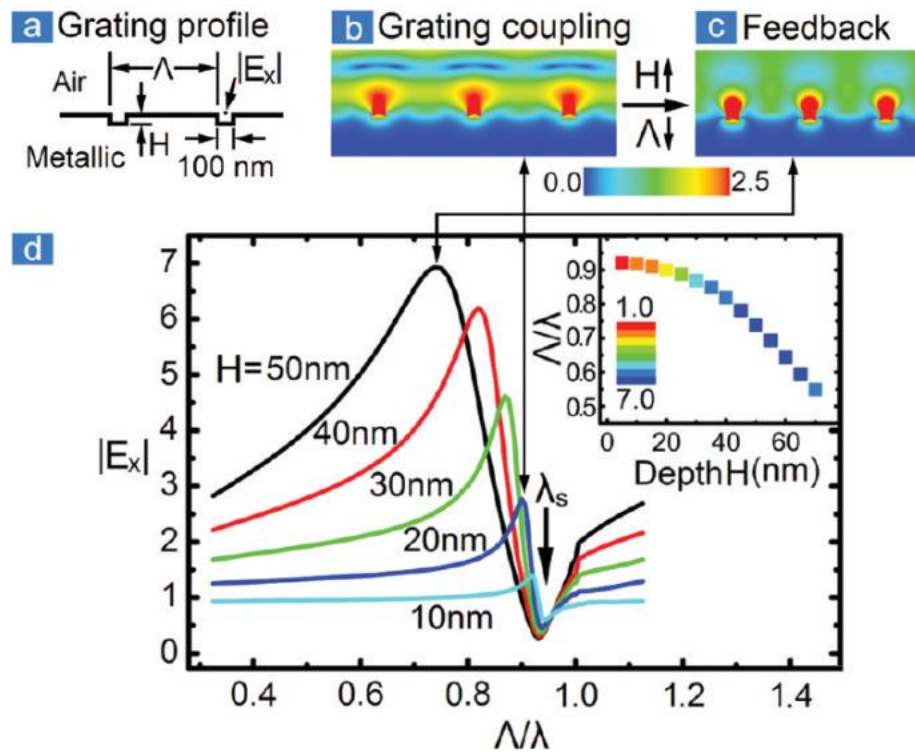 a Grating profile
Air
Λ
|Eₓ|
Metallic
H
100 nm
b Grating coupling
H↑
Λ↓
c Feedback
0.0
2.5
d
7
6
5
4
3
2
1
0
|Eₓ|
H=50nm
40nm
30nm
20nm
10nm
λₛ
0.4 0.6 0.8 1.0 1.2 1.4
Λ/λ
0.9
0.8
0.7
0.6
0.5
Λ/λ
1.0
7.0
0 20 40 60
Depth H (nm)